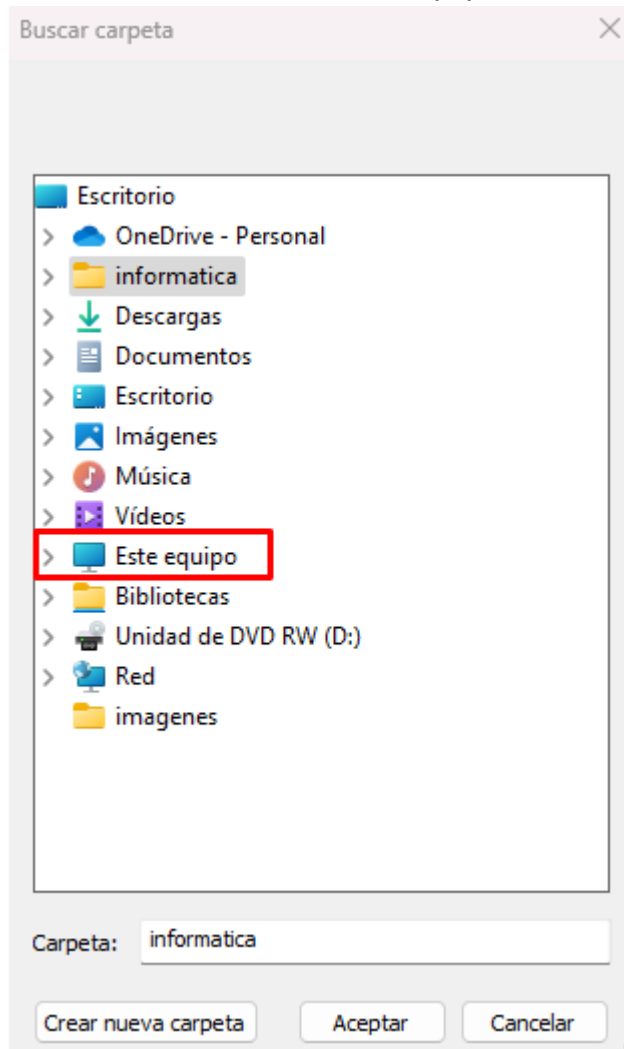 Buscar carpeta
Escritorio
OneDrive - Personal
informatica
Descargas
Documentos
Escritorio
Imágenes
Música
Vídeos
Este equipo
Bibliotecas
Unidad de DVD RW (D:)
Red
imagenes
Carpeta: informatica
Crear nueva carpeta Aceptar Cancelar